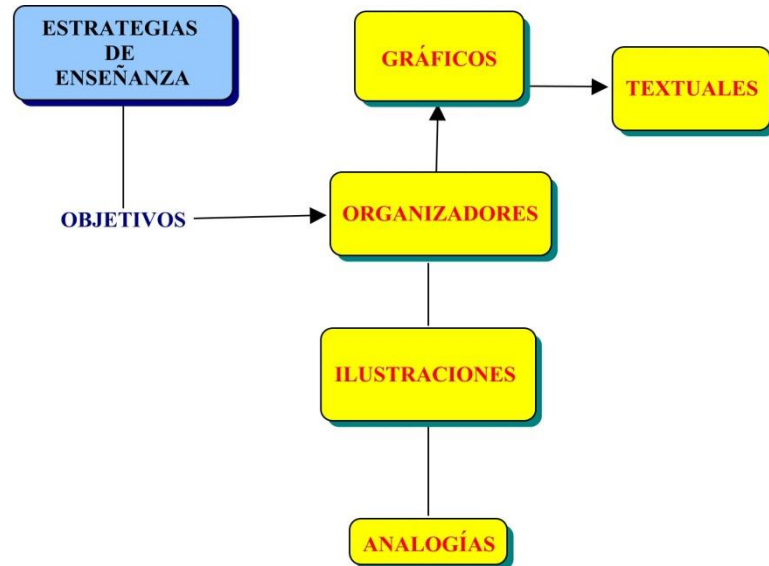 ESTRATEGIAS
DE
ENSEÑANZA
GRÁFICOS
TEXTUALES
OBJETIVOS
ORGANIZADORES
ILUSTRACIONES
ANALOGÍAS